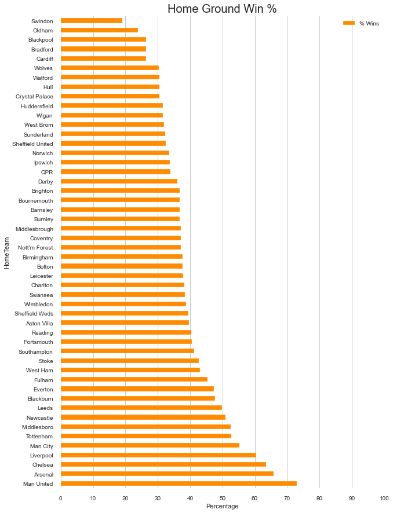 Home Ground Win %
% Wins
HomeTeam
Swindon
Oldham
Blackpool
Bradford
Cardiff
Wolves
Watford
Hull
Crystal Palace
Huddersfield
Wigan
West Brom
Sunderland
Sheffield United
Norwich
Ipswich
QPR
Derby
Brighton
Bournemouth
Barnsley
Burnley
Middlesbrough
Coventry
Nott'm Forest
Birmingham
Bolton
Leicester
Charlton
Swansea
Wimbledon
Sheffield Weds
Aston Villa
Reading
Portsmouth
Southampton
Stoke
West Ham
Fulham
Everton
Blackburn
Leeds
Newcastle
Middlesboro
Tottenham
Man City
Liverpool
Chelsea
Arsenal
Man United
0 10 20 30 40 50 60 70 80 90 100
Percentage